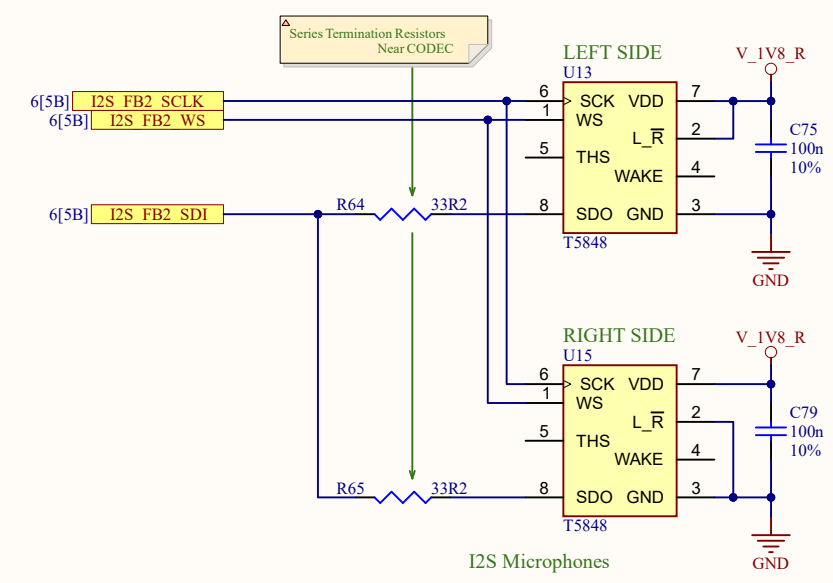 Series Termination Resistors
Near CODEC
LEFT SIDE
U13
V_1V8_R
6[5B] I2S_FB2_SCLK
6[5B] I2S_FB2_WS
6 SCK VDD 7
1 WS
L_R̅ 2
5 THS
WAKE 4
C75
100n
10%
6[5B] I2S_FB2_SDI
R64 33R2
8 SDO GND 3
T5848
GND
RIGHT SIDE
U15
V_1V8_R
6 SCK VDD 7
1 WS
L_R̅ 2
5 THS
WAKE 4
C79
100n
10%
R65 33R2
8 SDO GND 3
T5848
GND
I2S Microphones